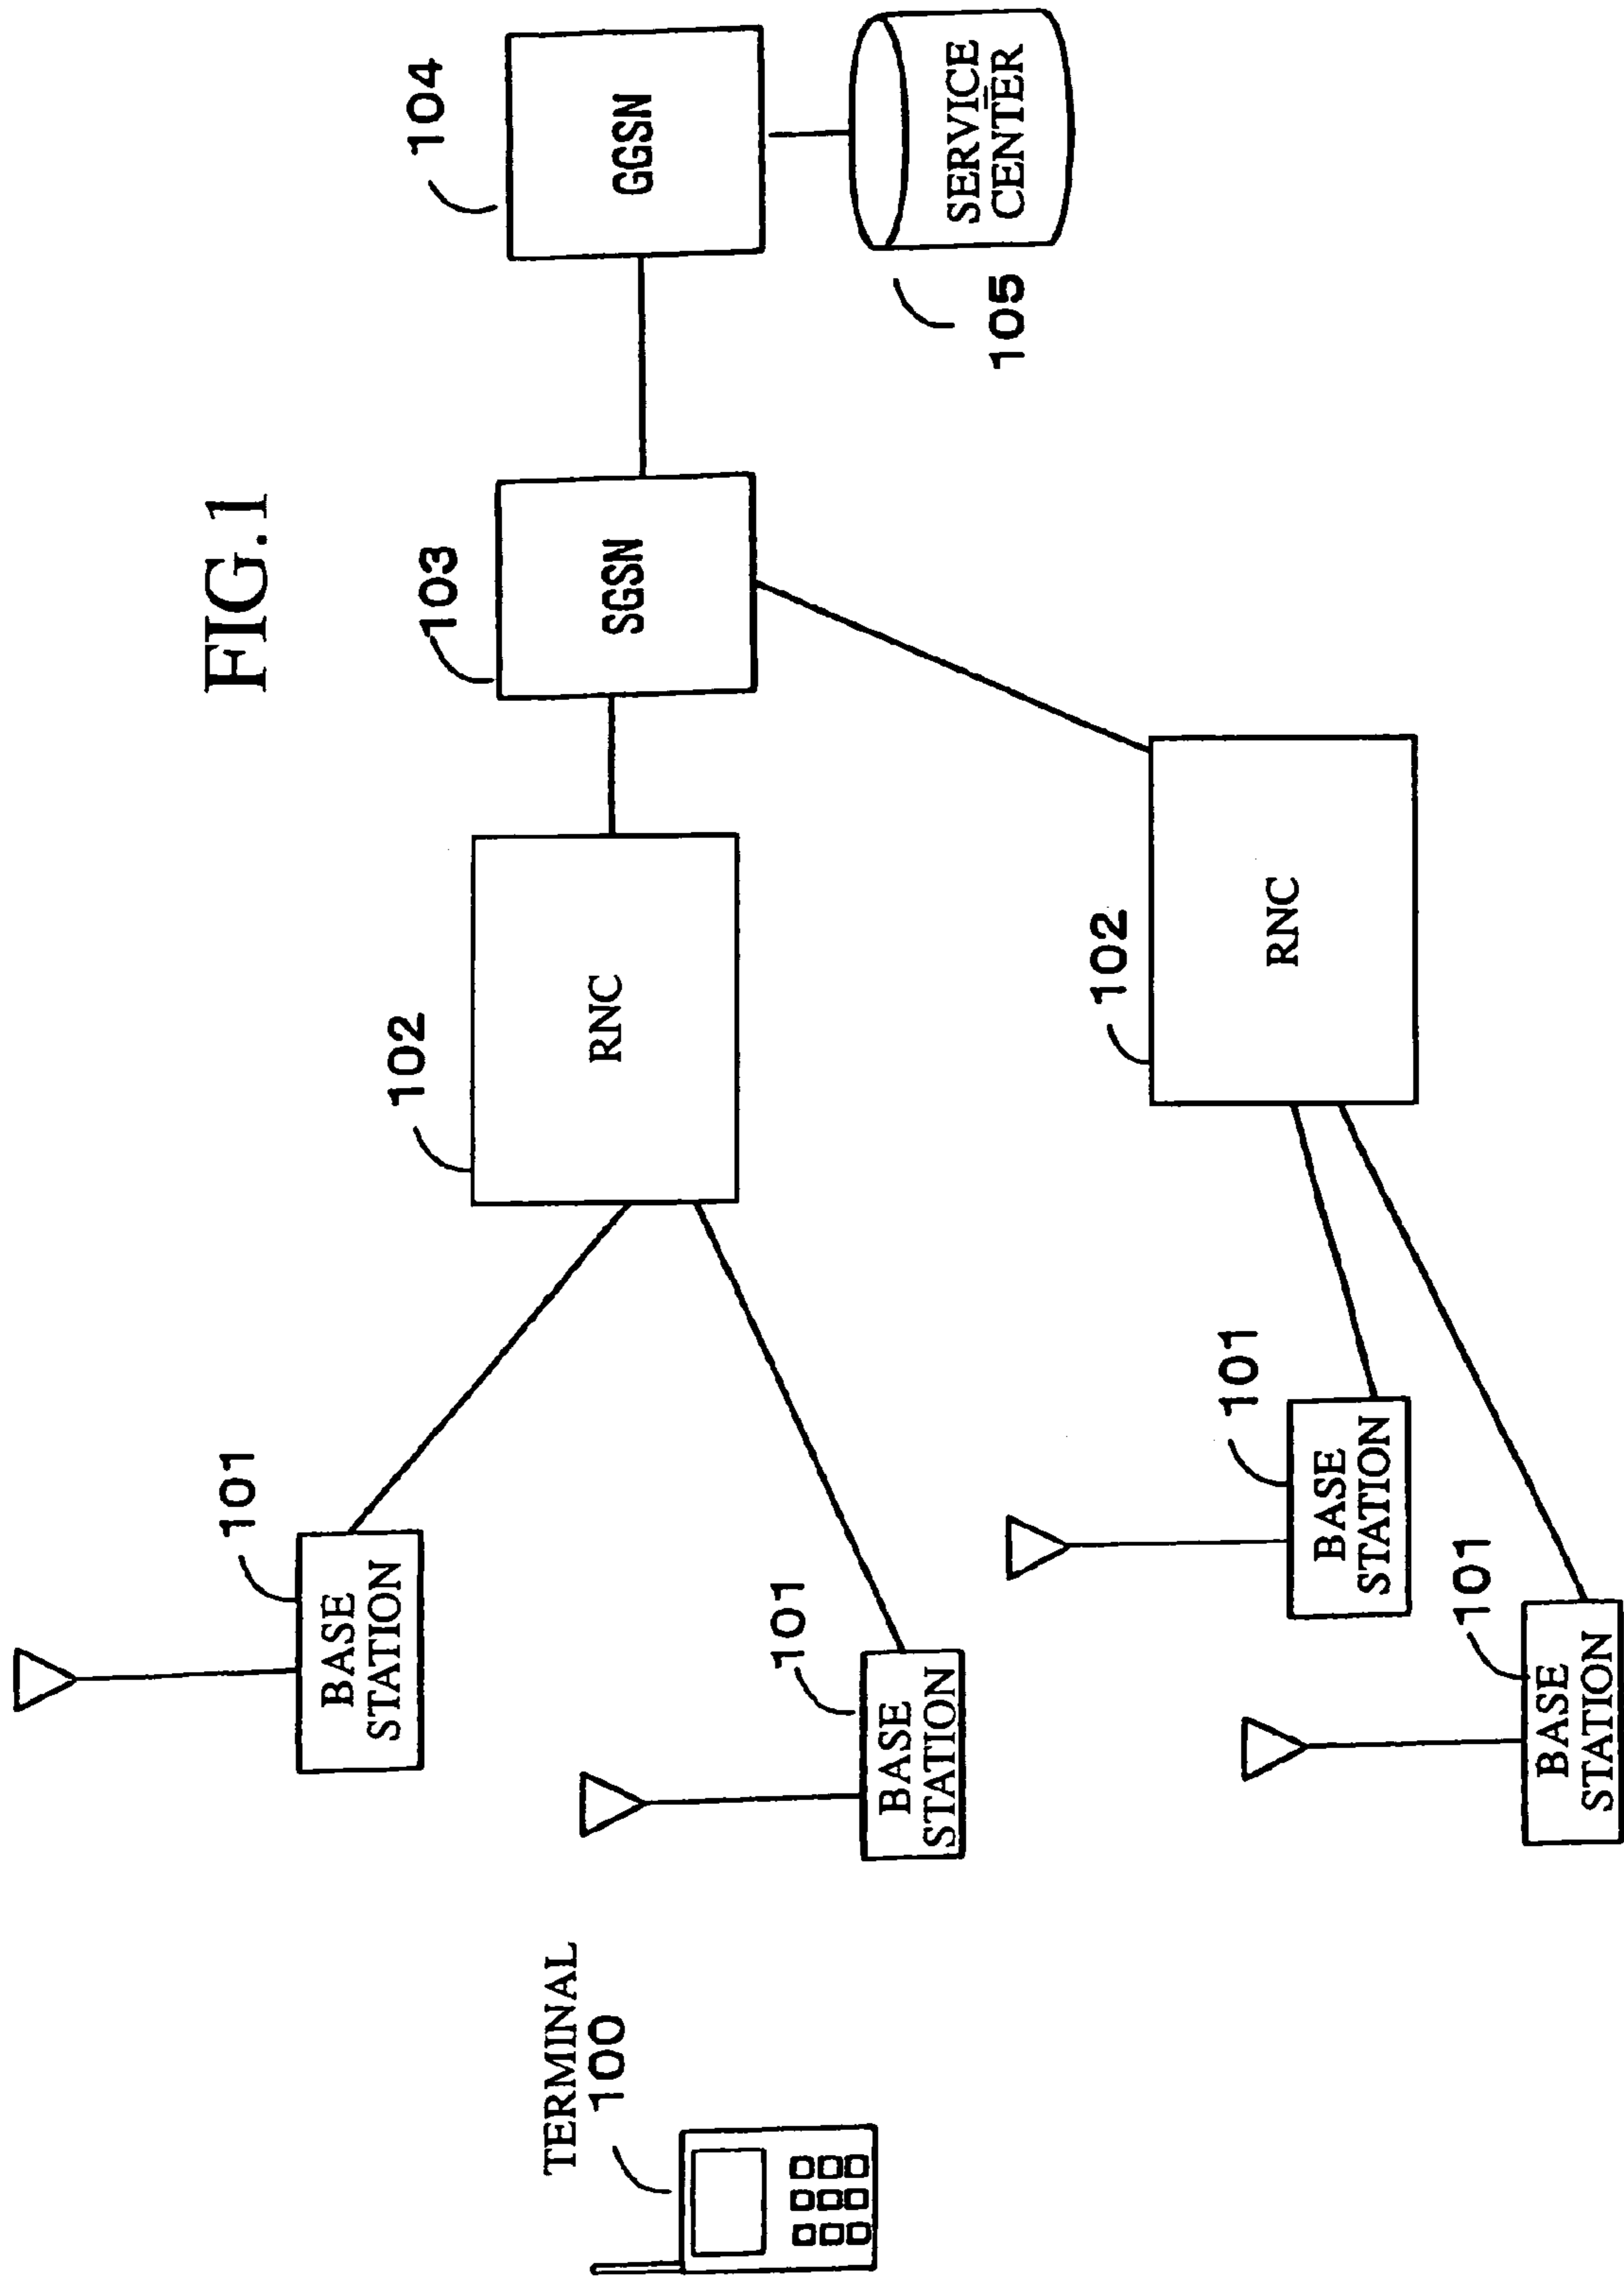 FIG.1
TERMINAL
100
101
BASE
STATION
101
BASE
STATION
102
RNC
103
SGSN
104
GGSN
105
SERVICE
CENTER
101
BASE
STATION
101
BASE
STATION
102
RNC